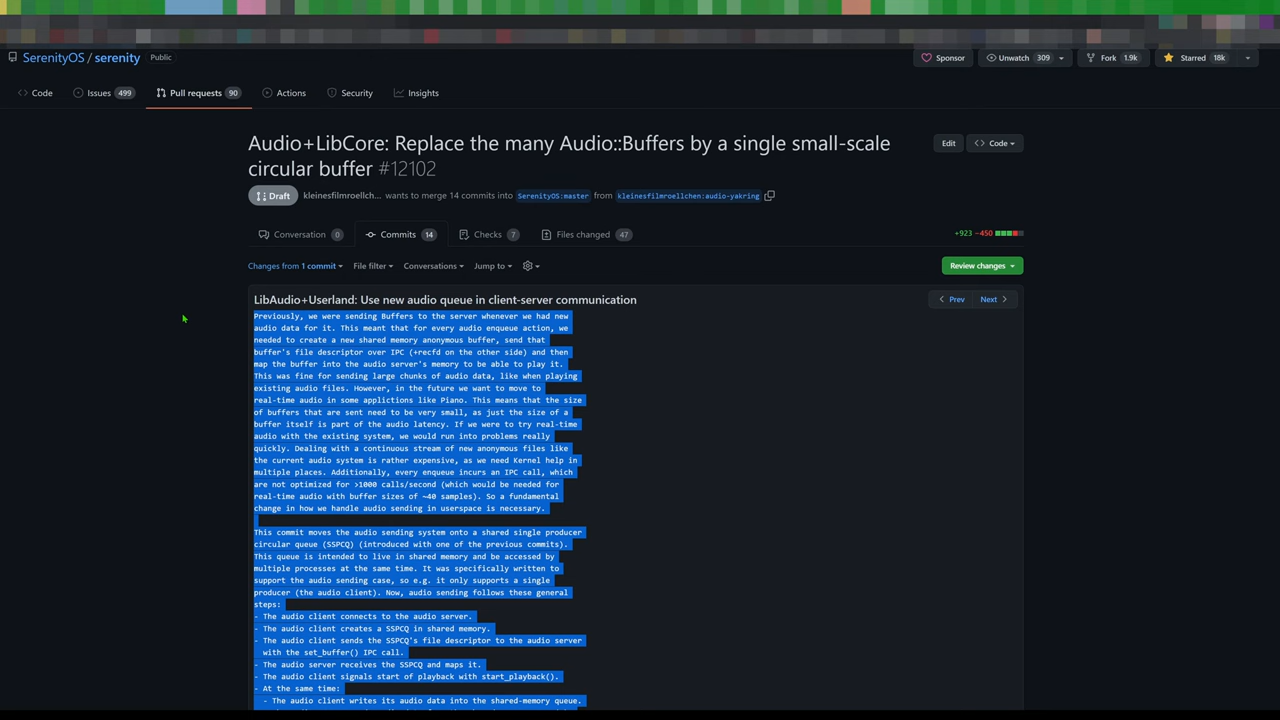 SerenityOS / serenity Public
Sponsor Unwatch 309 Fork 1.9k Starred 18k
Code Issues 499 Pull requests 90 Actions Security Insights
Audio+LibCore: Replace the many Audio::Buffers by a single small-scale
circular buffer #12102
Edit <> Code
Draft kleinesfilmroellch... wants to merge 14 commits into SerenityOS:master from kleinesfilmroellchen:audio-yakring
Conversation 0 Commits 14 Checks 7 Files changed 47
+923 −450
Changes from 1 commit File filter Conversations Jump to
Review changes
LibAudio+Userland: Use new audio queue in client-server communication
Prev Next
Previously, we were sending Buffers to the server whenever we had new
audio data for it. This meant that for every audio enqueue action, we
needed to create a new shared memory anonymous buffer, send that
buffer's file descriptor over IPC (+recfd on the other side) and then
map the buffer into the audio server's memory to be able to play it.
This was fine for sending large chunks of audio data, like when playing
existing audio files. However, in the future we want to move to
real-time audio in some applictions like Piano. This means that the size
of buffers that are sent need to be very small, as just the size of a
buffer itself is part of the audio latency. If we were to try real-time
audio with the existing system, we would run into problems really
quickly. Dealing with a continuous stream of new anonymous files like
the current audio system is rather expensive, as we need Kernel help in
multiple places. Additionally, every enqueue incurs an IPC call, which
are not optimized for >1000 calls/second (which would be needed for
real-time audio with buffer sizes of ~40 samples). So a fundamental
change in how we handle audio sending in userspace is necessary.
This commit moves the audio sending system onto a shared single producer
circular queue (SSPCQ) (introduced with one of the previous commits).
This queue is intended to live in shared memory and be accessed by
multiple processes at the same time. It was specifically written to
support the audio sending case, so e.g. it only supports a single
producer (the audio client). Now, audio sending follows these general
steps:
- The audio client connects to the audio server.
- The audio client creates a SSPCQ in shared memory.
- The audio client sends the SSPCQ's file descriptor to the audio server
with the set_buffer() IPC call.
- The audio server receives the SSPCQ and maps it.
- The audio client signals start of playback with start_playback().
- At the same time:
- The audio client writes its audio data into the shared-memory queue.